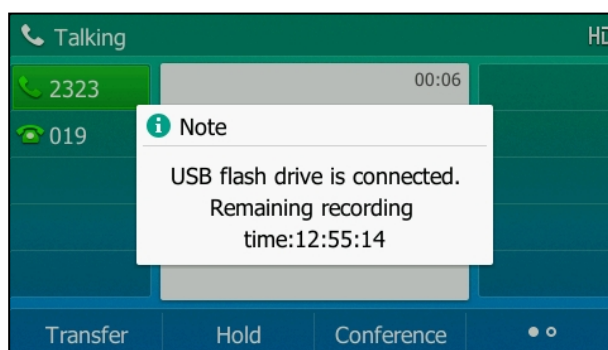 Talking
2323
00:06
019
Note
USB flash drive is connected.
Remaining recording
time:12:55:14
Transfer
Hold
Conference